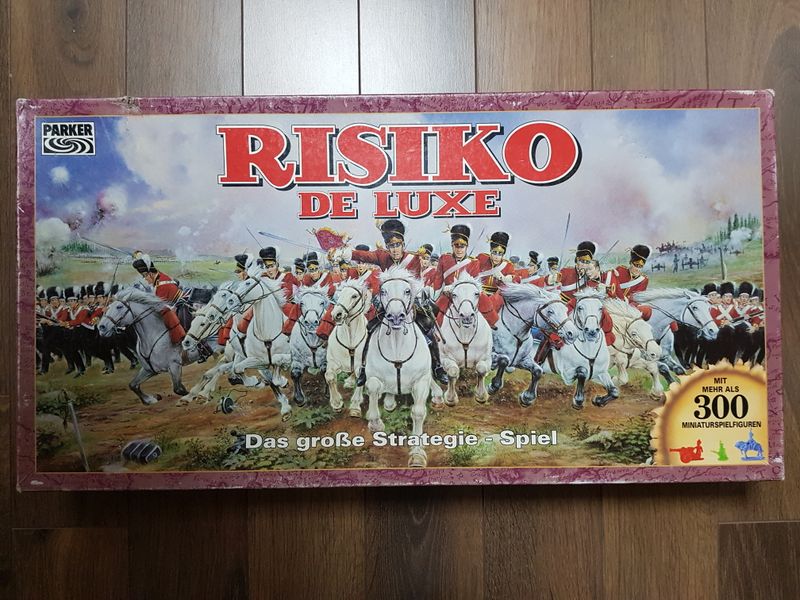 PARKER
RISIKO
DE LUXE
MIT
MEHR ALS
300
MINIATURSPIELFIGUREN
Das große Strategie - Spiel